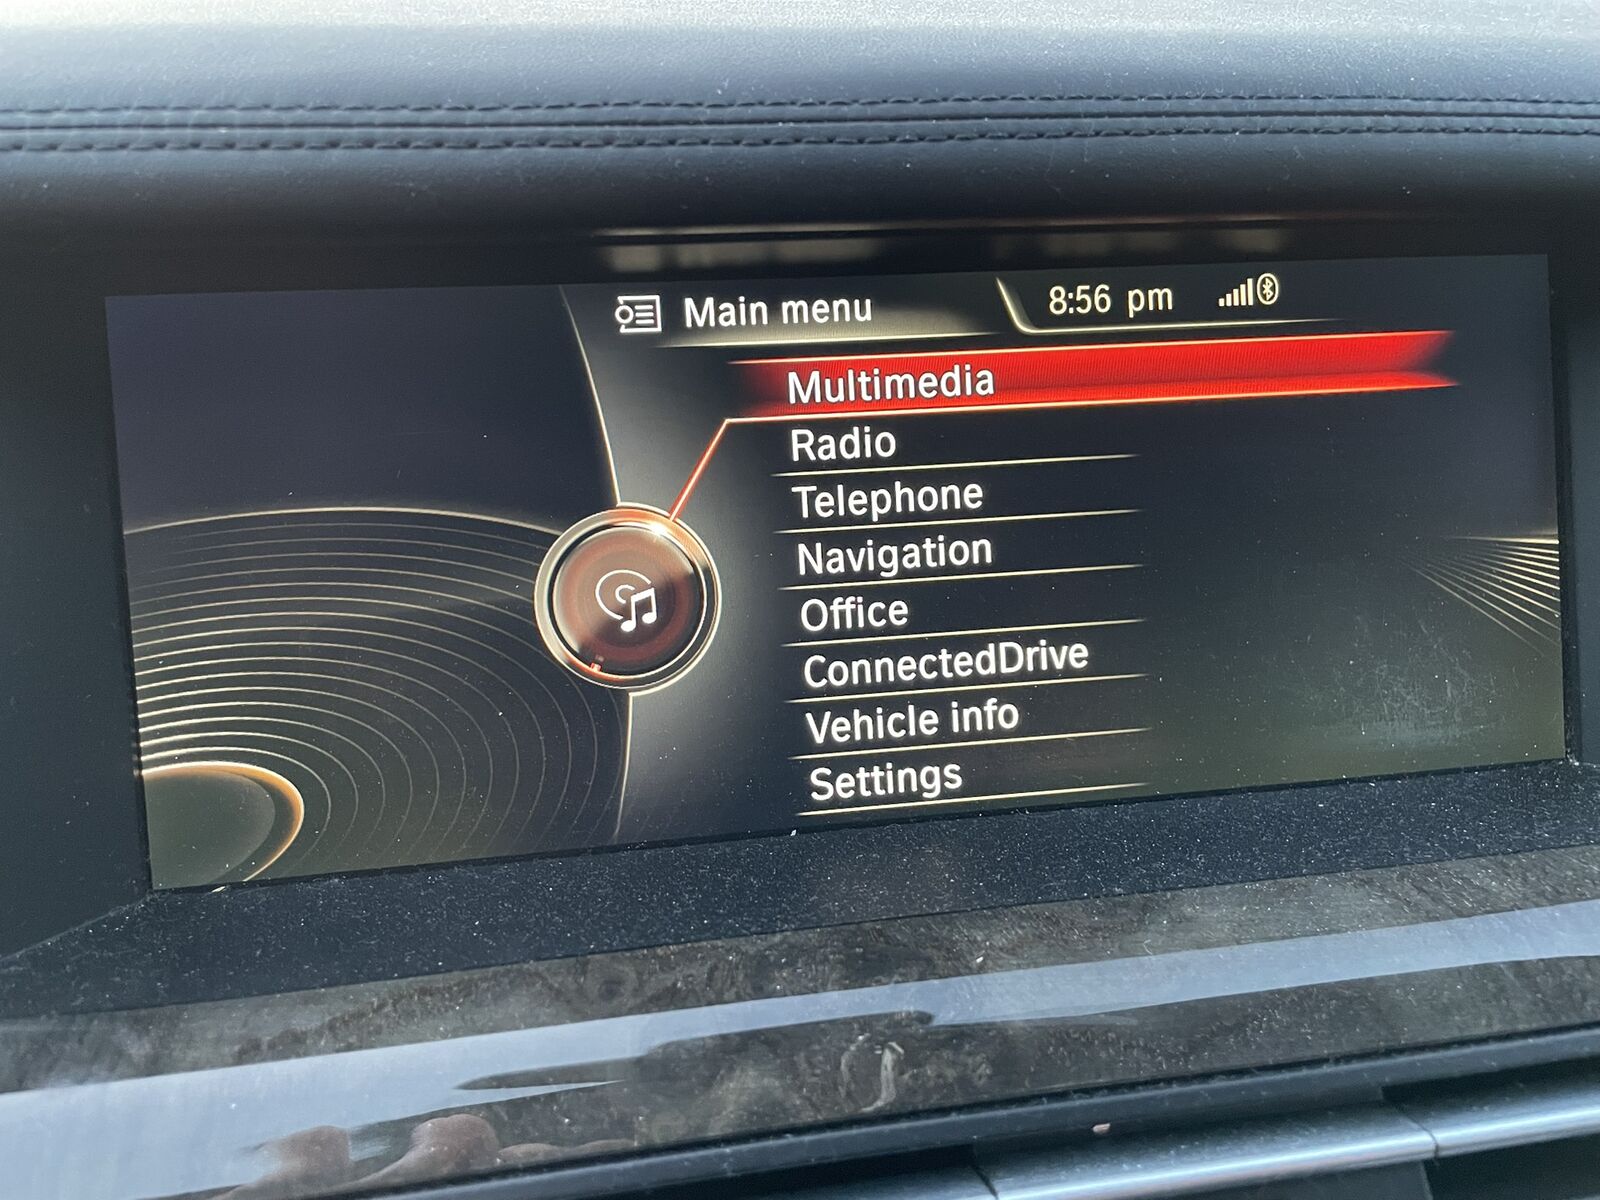 Main menu
8:56 pm
Multimedia
Radio
Telephone
Navigation
Office
ConnectedDrive
Vehicle info
Settings